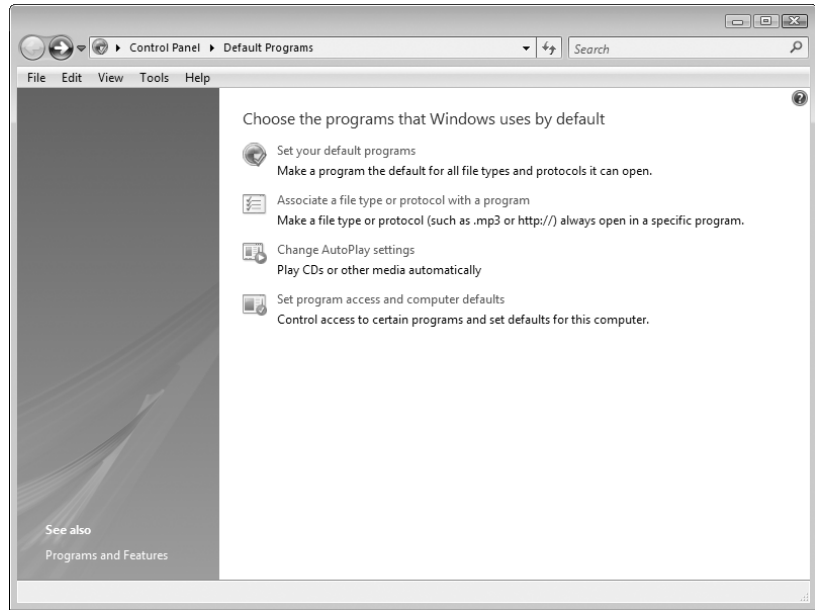 Control Panel Default Programs
Search
File Edit View Tools Help
Choose the programs that Windows uses by default
Set your default programs
Make a program the default for all file types and protocols it can open.
Associate a file type or protocol with a program
Make a file type or protocol (such as .mp3 or http://) always open in a specific program.
Change AutoPlay settings
Play CDs or other media automatically
Set program access and computer defaults
Control access to certain programs and set defaults for this computer.
See also
Programs and Features